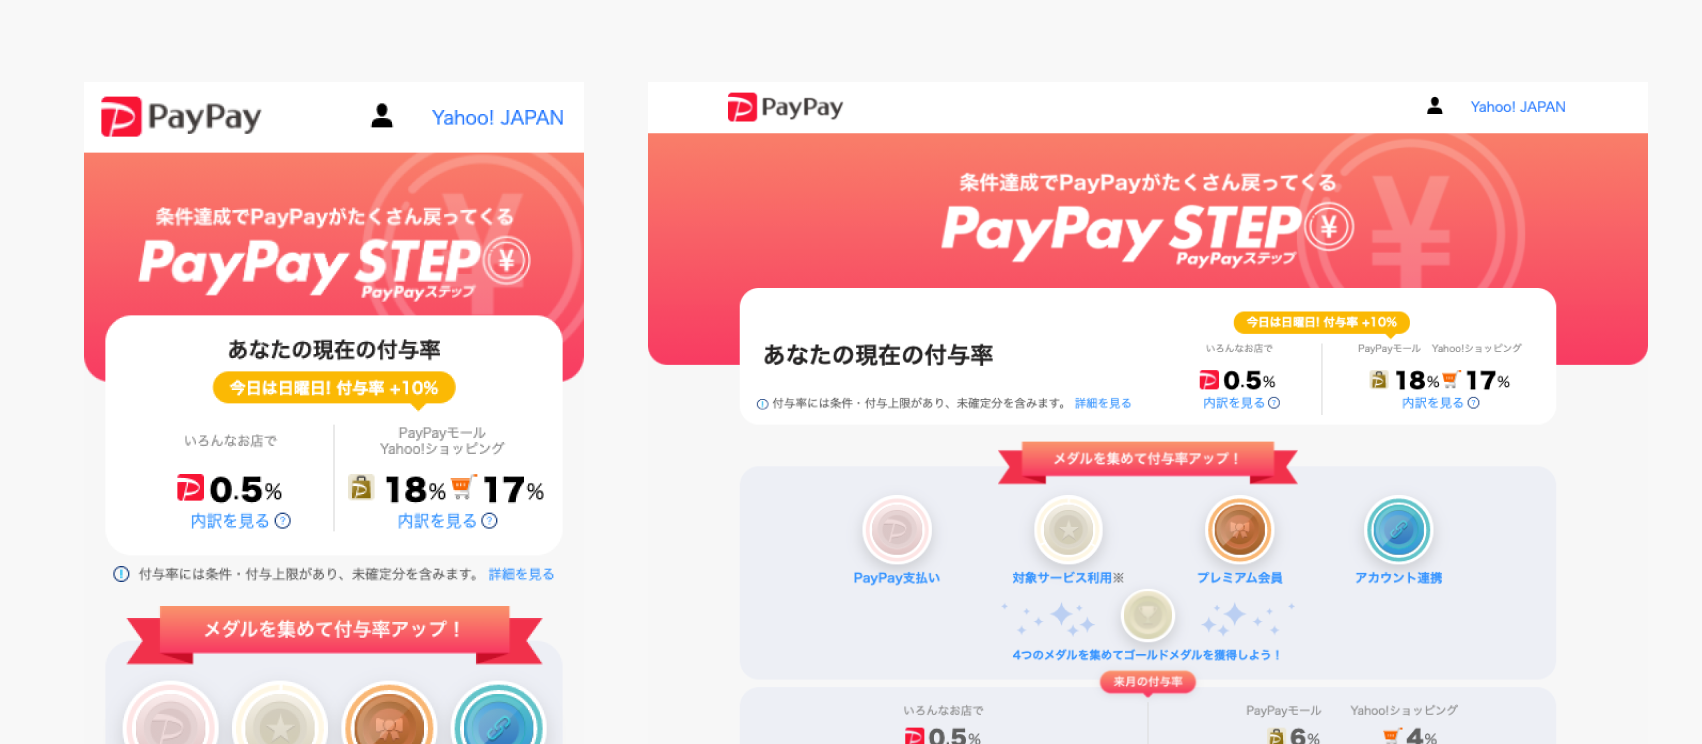 PayPay
Yahoo! JAPAN
条件達成でPayPayがたくさん戻ってくる
PayPay STEP ¥
PayPayステップ
あなたの現在の付与率
今日は日曜日! 付与率 +10%
いろんなお店で
PayPayモール
Yahoo!ショッピング
0.5%
18% 17%
内訳を見る ?
内訳を見る ?
付与率には条件・付与上限があり、未確定分を含みます。 詳細を見る
メダルを集めて付与率アップ！
PayPay
Yahoo! JAPAN
条件達成でPayPayがたくさん戻ってくる
PayPay STEP ¥
PayPayステップ
あなたの現在の付与率
付与率には条件・付与上限があり、未確定分を含みます。 詳細を見る
今日は日曜日! 付与率 +10%
いろんなお店で
PayPayモール Yahoo!ショッピング
0.5%
18% 17%
内訳を見る ?
内訳を見る ?
メダルを集めて付与率アップ！
PayPay支払い
対象サービス利用※
プレミアム会員
アカウント連携
4つのメダルを集めてゴールドメダルを獲得しよう！
来月の付与率
いろんなお店で
PayPayモール Yahoo!ショッピング
0.5%
6% 4%